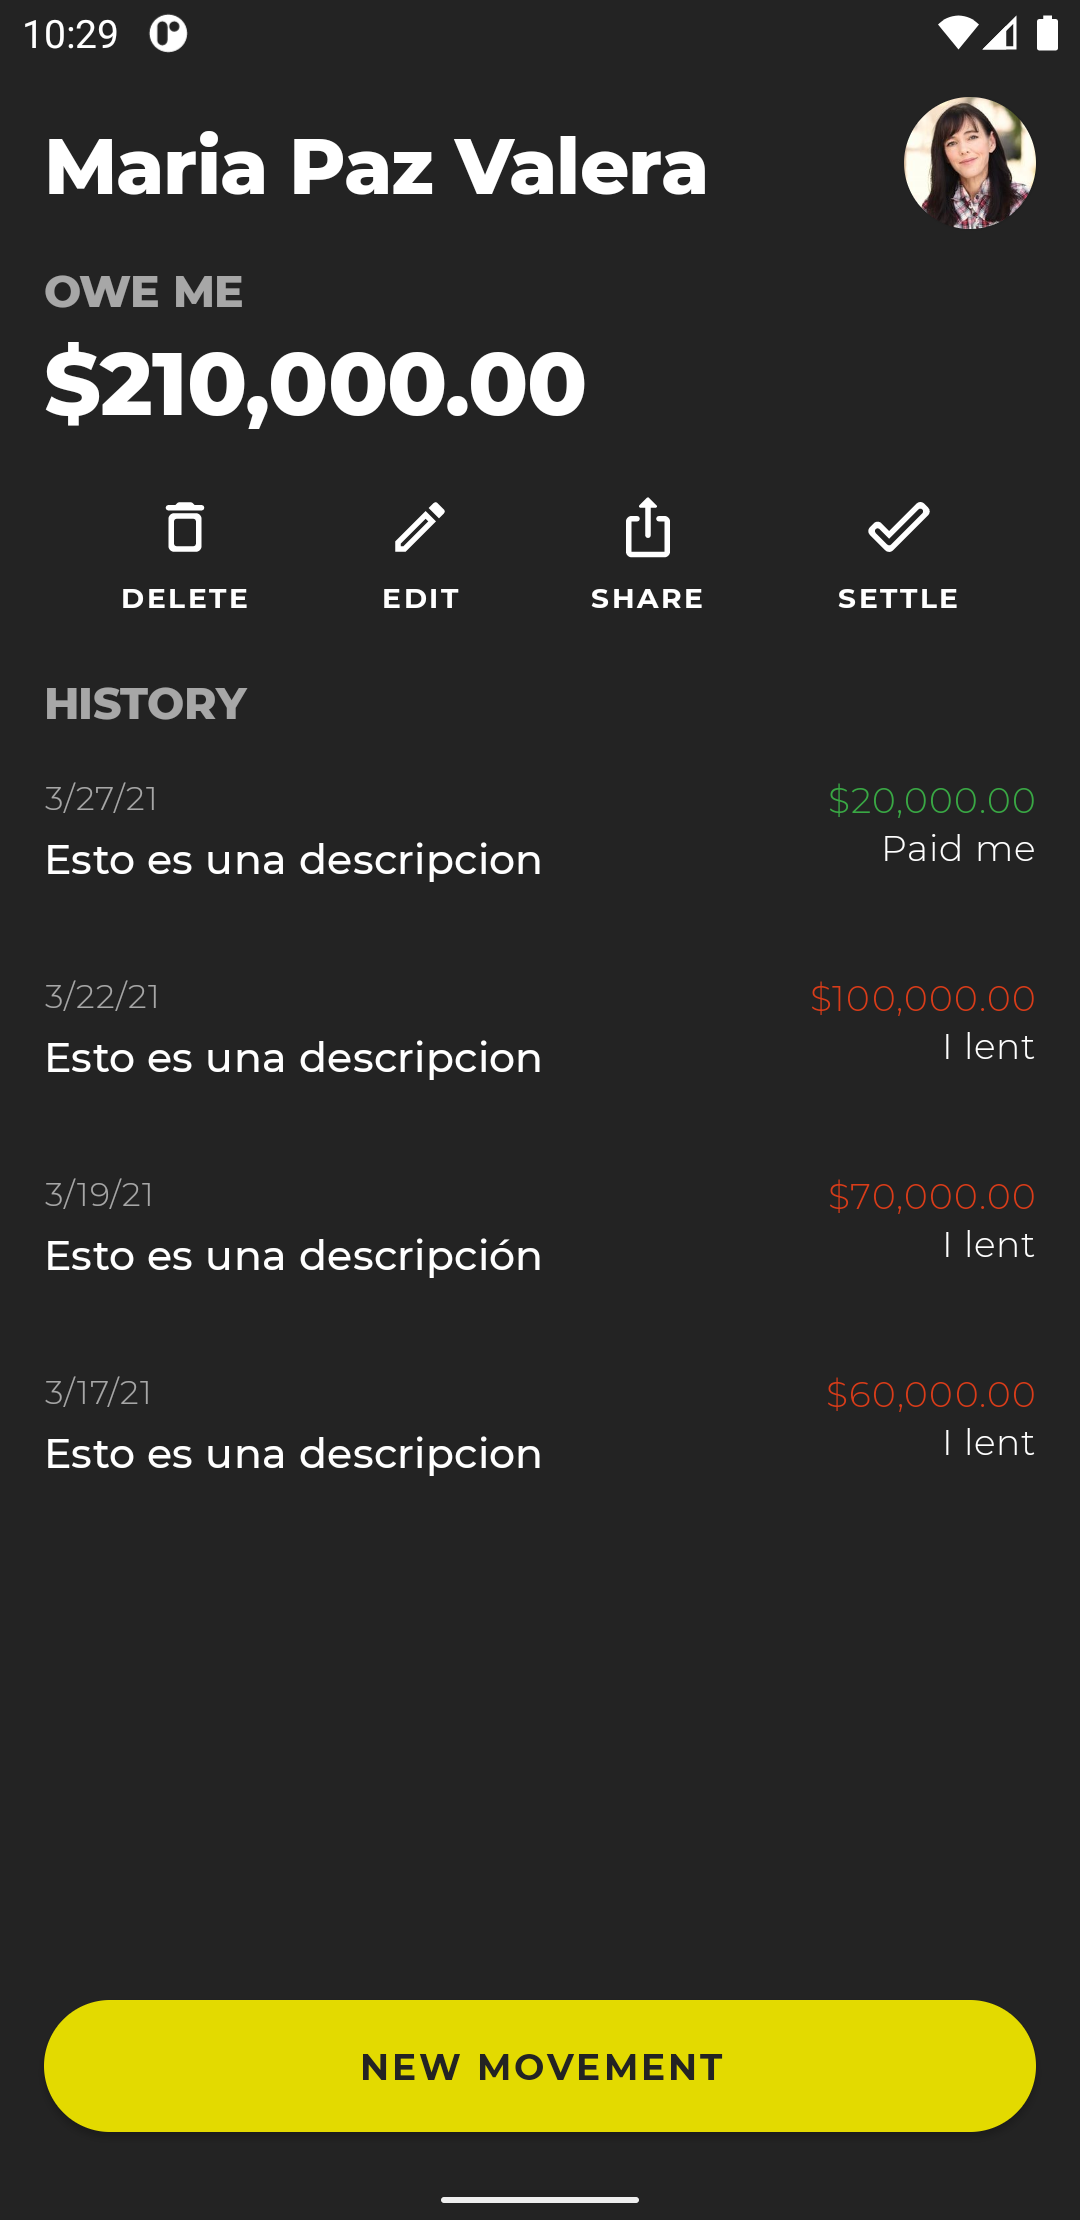 10:29
Maria Paz Valera
OWE ME
$210,000.00
DELETE EDIT SHARE SETTLE
HISTORY
3/27/21 $20,000.00
Esto es una descripcion Paid me
3/22/21 $100,000.00
Esto es una descripcion I lent
3/19/21 $70,000.00
Esto es una descripción I lent
3/17/21 $60,000.00
Esto es una descripcion I lent
NEW MOVEMENT